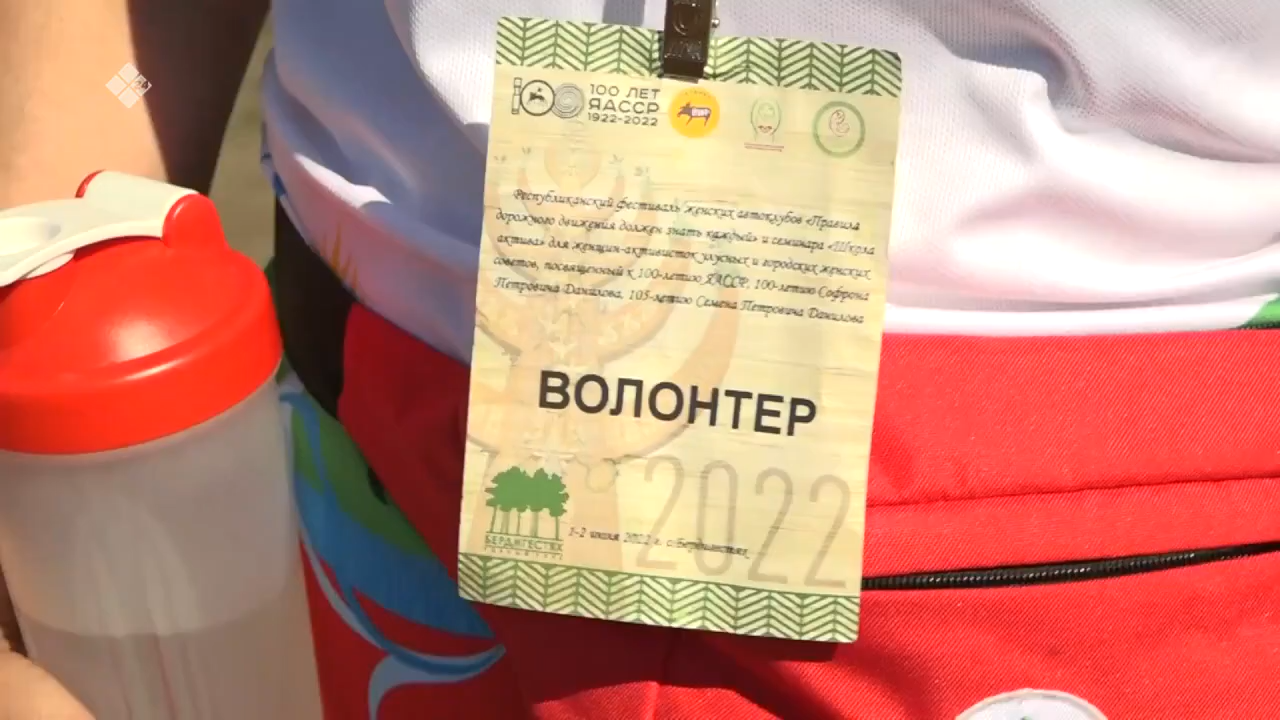 100 ЛЕТ
ЯАССР
1922-2022
Республиканский фестиваль женских автоклубов «Правила
дорожного движения должен знать каждый» и семинара «Школа
актива» для женщин-активисток улусных и городских женских
советов, посвященный к 100-летию ЯАССР, 100-летию Софрона
Петровича Данилова, 105-летию Семена Петровича Данилова
ВОЛОНТЕР
2022
БЕРДИГЕСТЯХ
1-2 июля 2022 г. с.Бердигестях